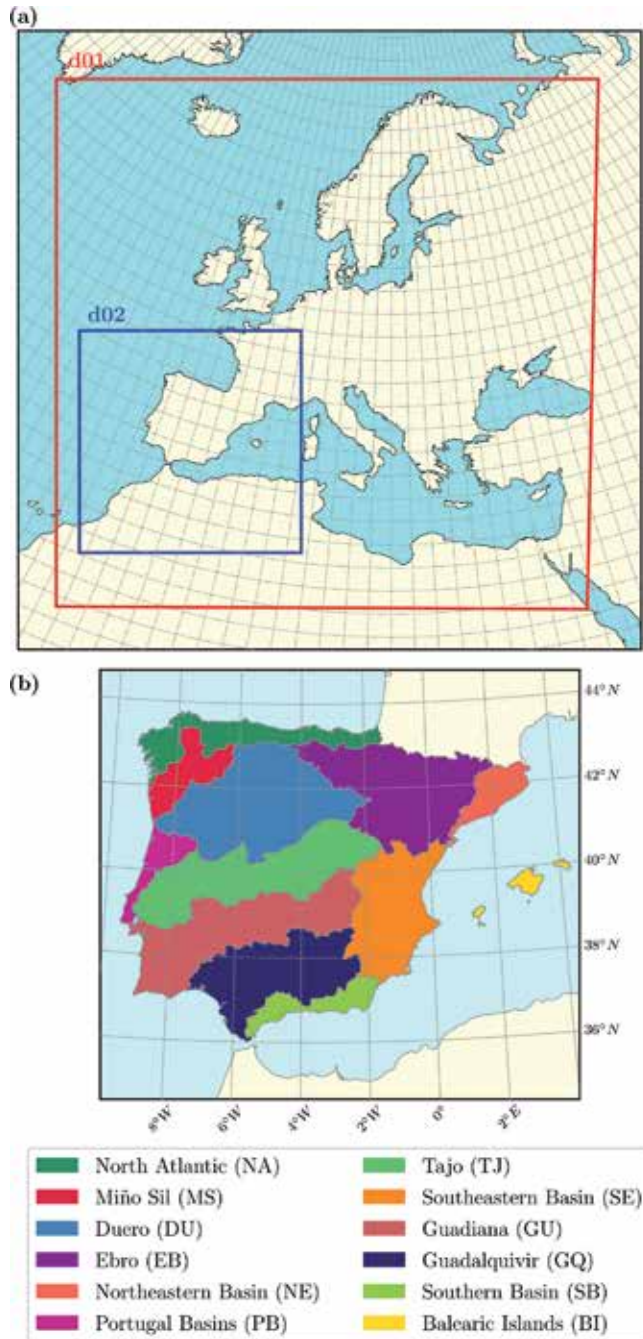 (a)
d01
d02
(b)
44°N
42°N
40°N
38°N
36°N
8°W
6°W
4°W
2°W
0°
2°E
North Atlantic (NA)
Miño Sil (MS)
Duero (DU)
Ebro (EB)
Northeastern Basin (NE)
Portugal Basins (PB)
Tajo (TJ)
Southeastern Basin (SE)
Guadiana (GU)
Guadalquivir (GQ)
Southern Basin (SB)
Balearic Islands (BI)